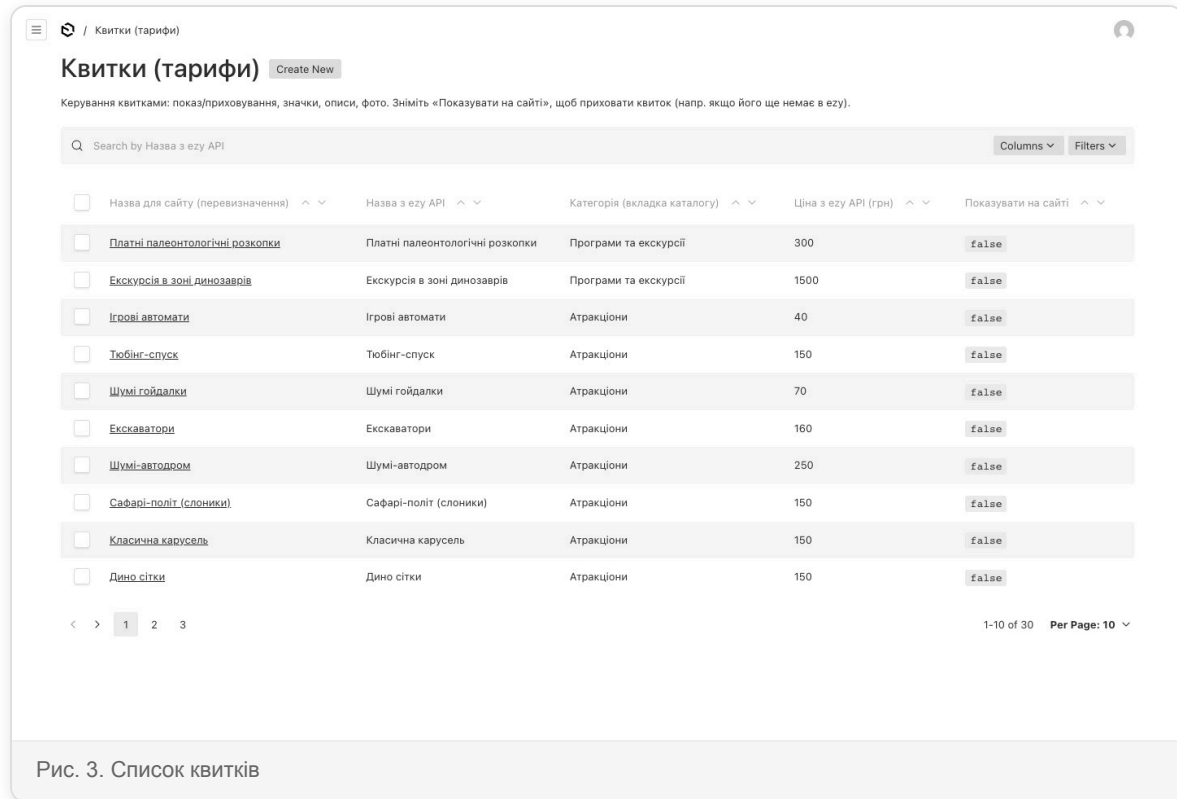 / Квитки (тарифи)
Квитки (тарифи) Create New
Керування квитками: показ/приховування, значки, описи, фото. Зніміть «Показувати на сайті», щоб приховати квиток (напр. якщо його ще немає в ezy).
Search by Назва з ezy API Columns Filters
Назва для сайту (перевизначення) Назва з ezy API Категорія (вкладка каталогу) Ціна з ezy API (грн) Показувати на сайті
Платні палеонтологічні розкопки Платні палеонтологічні розкопки Програми та екскурсії 300 false
Екскурсія в зоні динозаврів Екскурсія в зоні динозаврів Програми та екскурсії 1500 false
Ігрові автомати Ігрові автомати Атракціони 40 false
Тюбінг-спуск Тюбінг-спуск Атракціони 150 false
Шумі гойдалки Шумі гойдалки Атракціони 70 false
Екскаватори Екскаватори Атракціони 160 false
Шумі-автодром Шумі-автодром Атракціони 250 false
Сафарі-політ (слоники) Сафарі-політ (слоники) Атракціони 150 false
Класична карусель Класична карусель Атракціони 150 false
Дино сітки Дино сітки Атракціони 150 false
1 2 3 1-10 of 30 Per Page: 10
Рис. 3. Список квитків